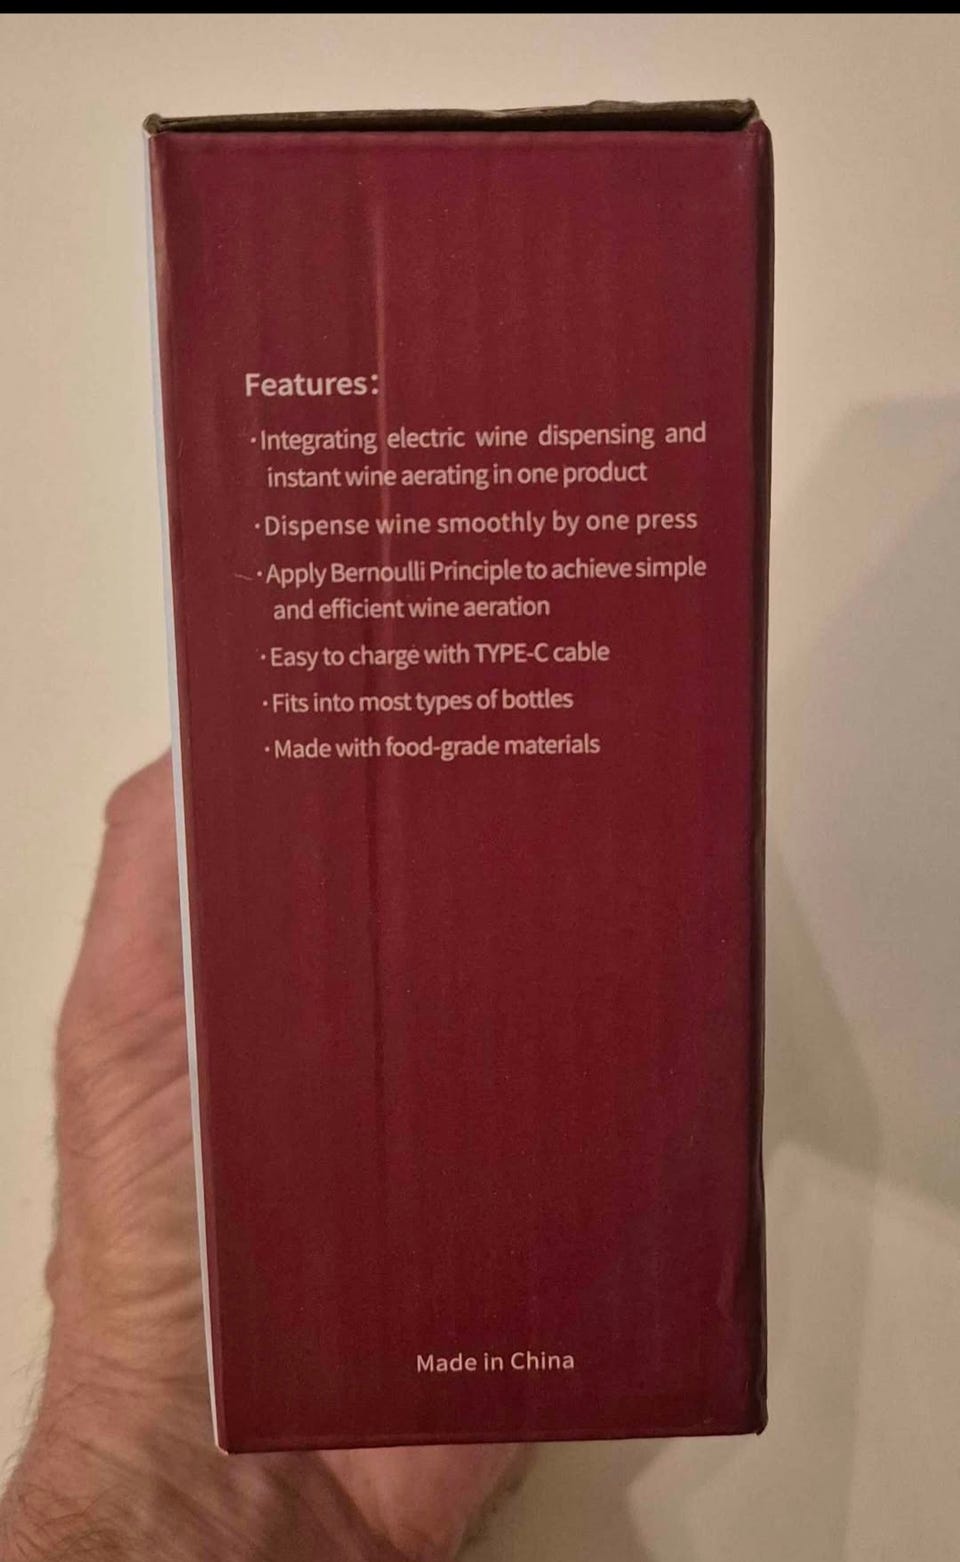 Features:
·Integrating electric wine dispensing and
instant wine aerating in one product
·Dispense wine smoothly by one press
·Apply Bernoulli Principle to achieve simple
and efficient wine aeration
·Easy to charge with TYPE-C cable
·Fits into most types of bottles
·Made with food-grade materials
Made in China